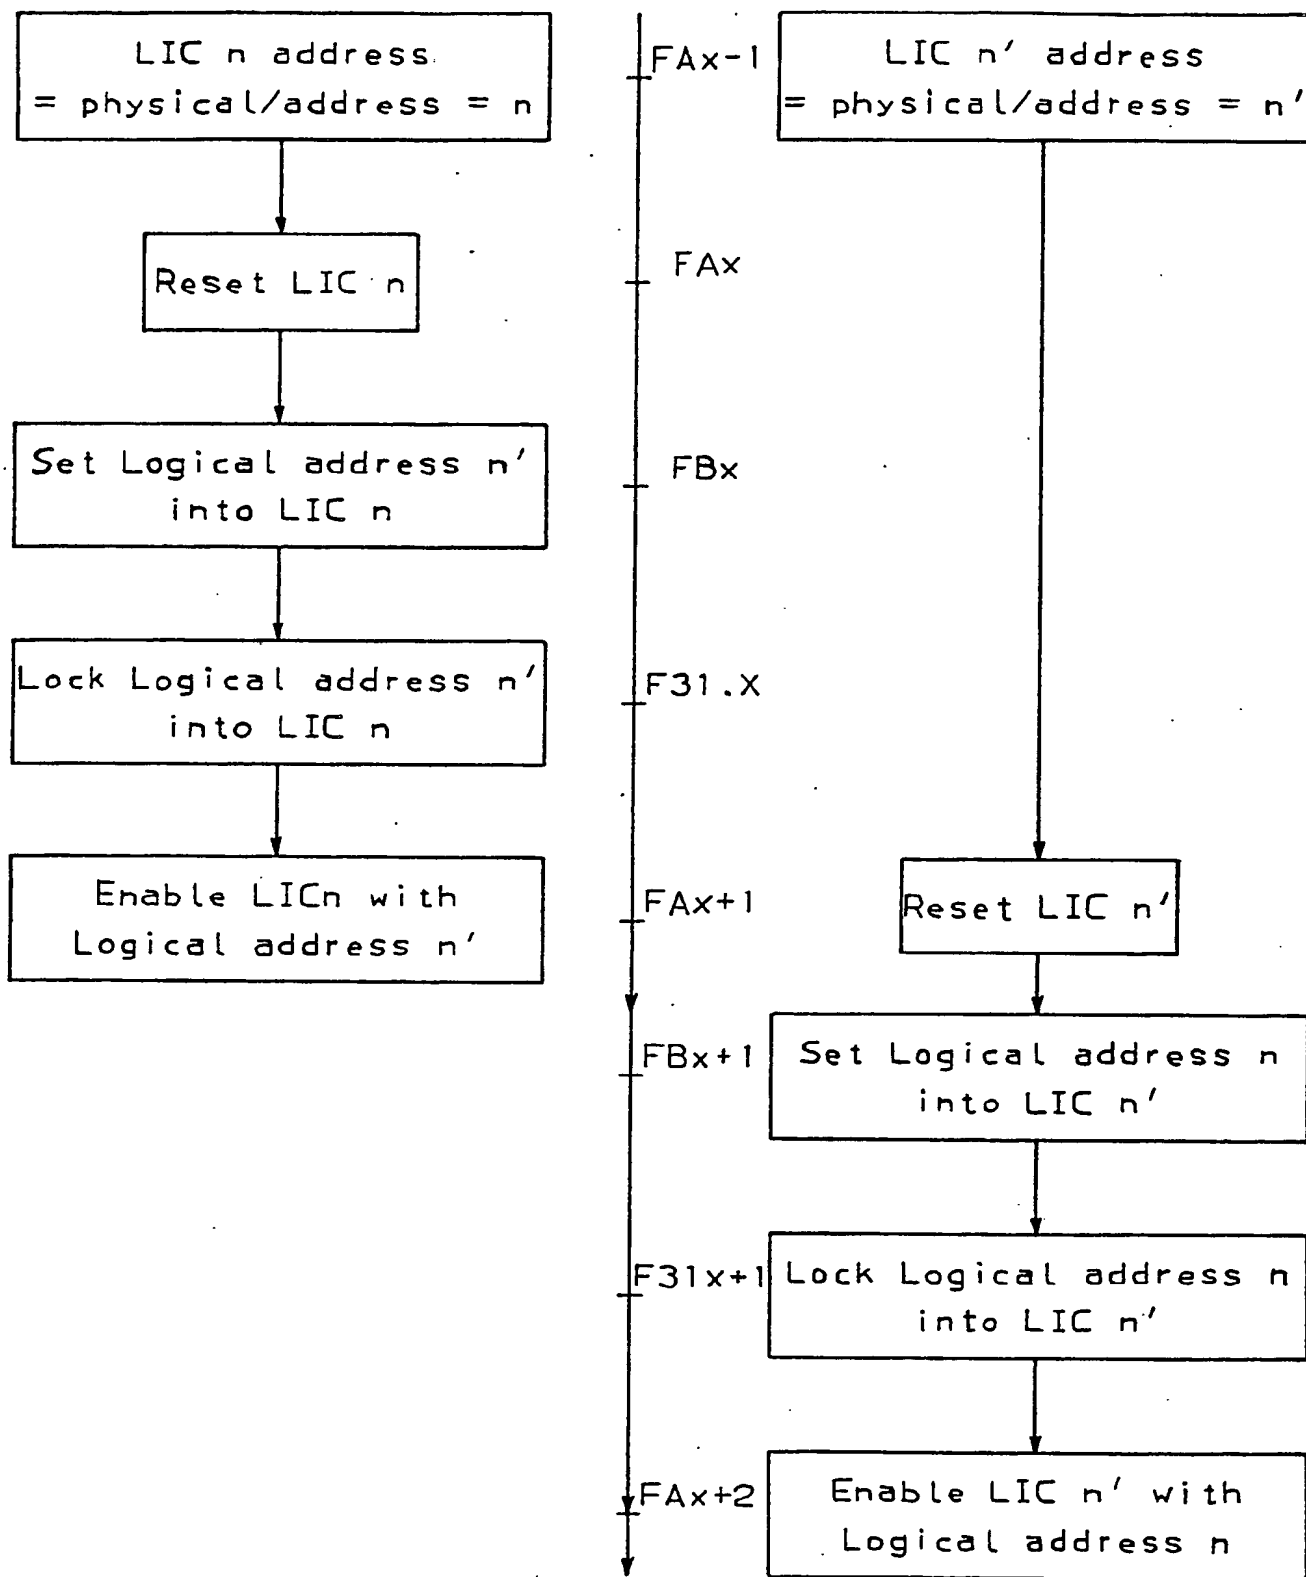 LIC n address
= physical/address = n
Reset LIC n
Set Logical address n'
into LIC n
Lock Logical address n'
into LIC n
Enable LICn with
Logical address n'
FAx-1
FAx
FBx
F31.X
FAx+1
FBx+1
F31x+1
FAx+2
LIC n' address
= physical/address = n'
Reset LIC n'
Set Logical address n
into LIC n'
Lock Logical address n
into LIC n'
Enable LIC n' with
Logical address n